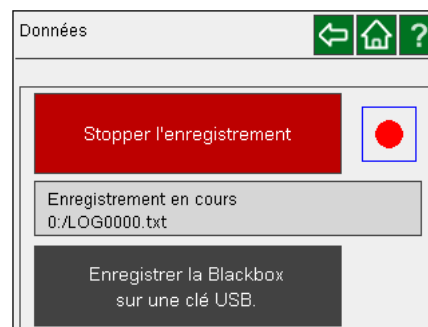 Données
?
Stopper l'enregistrement
Enregistrement en cours
0:/LOG0000.txt
Enregistrer la Blackbox
sur une clé USB.